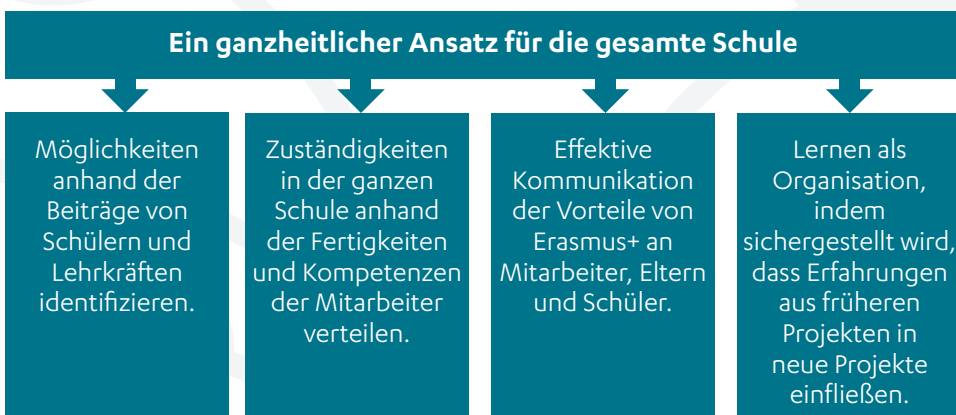 Ein ganzheitlicher Ansatz für die gesamte Schule
Möglichkeiten
anhand der
Beiträge von
Schülern und
Lehrkräften
identifizieren.
Zuständigkeiten
in der ganzen
Schule anhand
der Fertigkeiten
und Kompetenzen
der Mitarbeiter
verteilen.
Effektive
Kommunikation
der Vorteile von
Erasmus+ an
Mitarbeiter, Eltern
und Schüler.
Lernen als
Organisation,
indem
sichergestellt wird,
dass Erfahrungen
aus früheren
Projekten in
neue Projekte
einfließen.